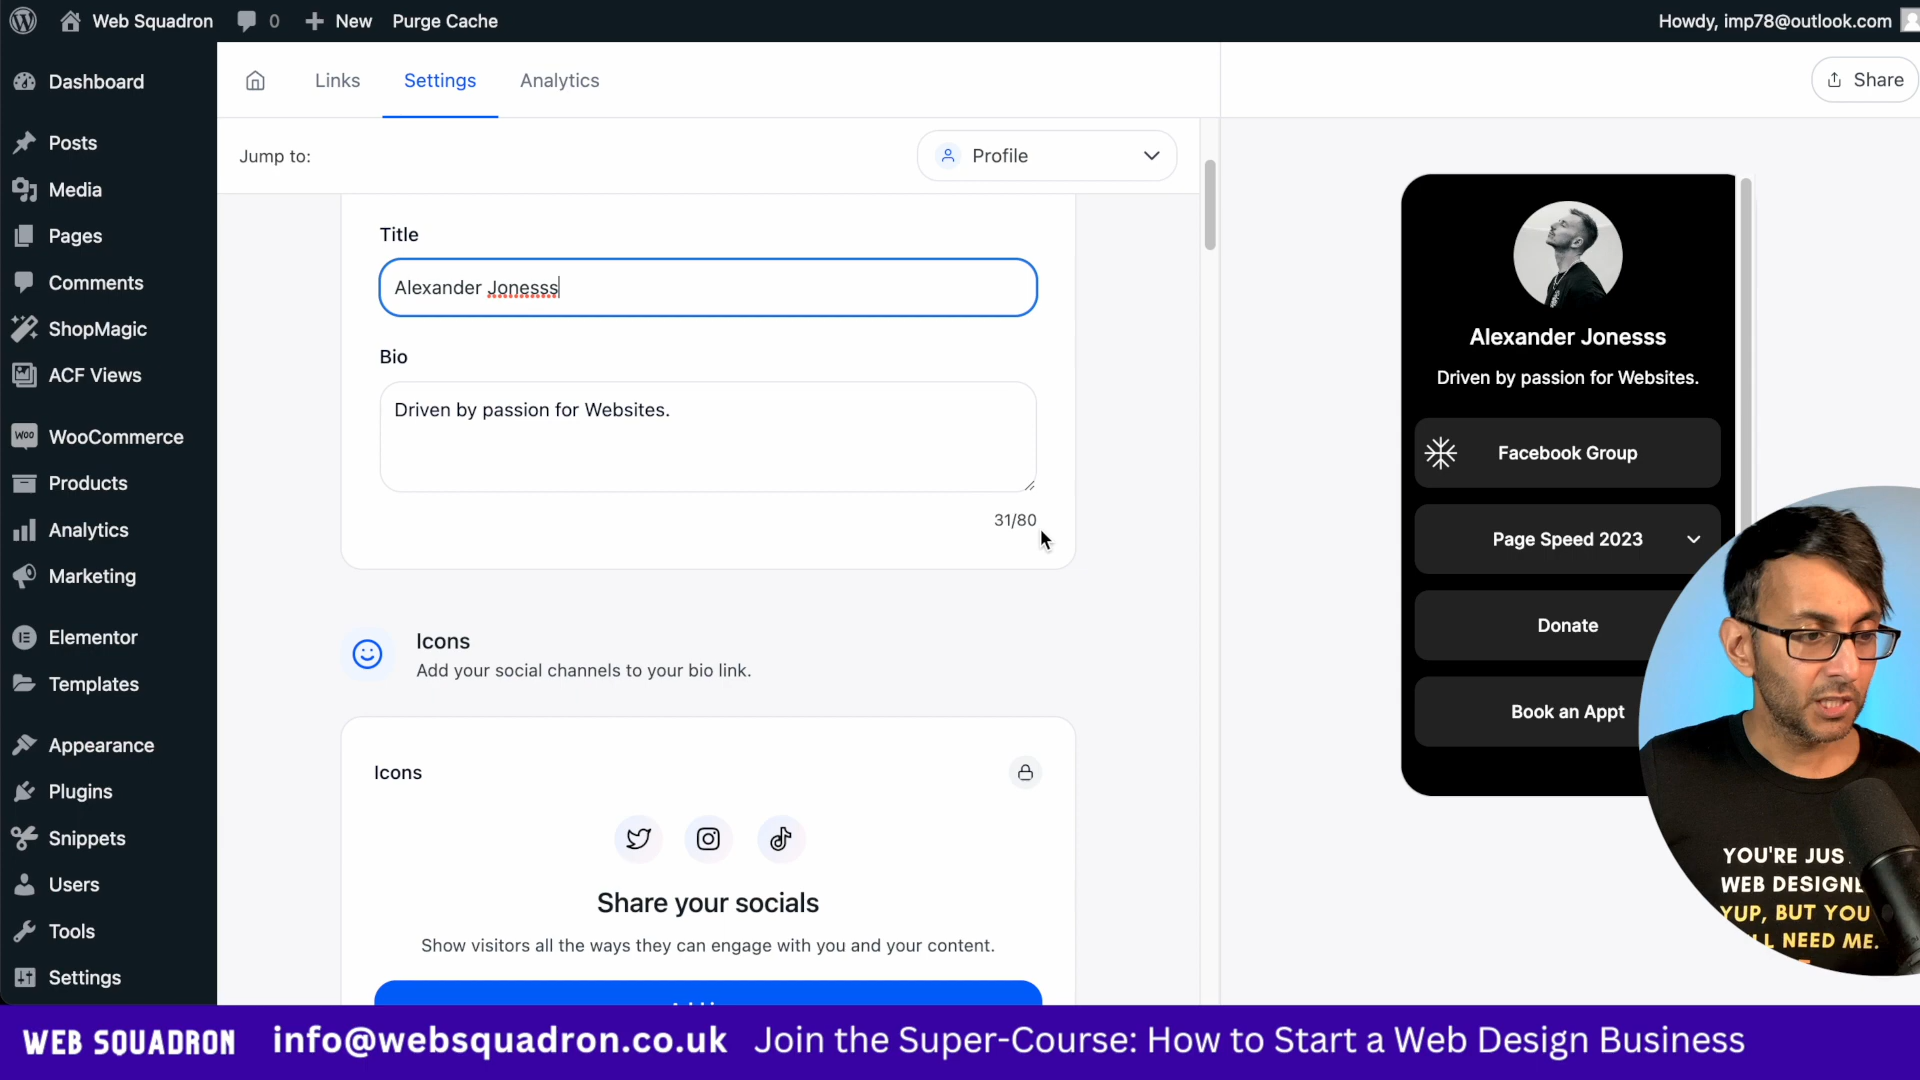 Web Squadron
0
New
Purge Cache
Howdy, imp78@outlook.com
Dashboard
Posts
Media
Pages
Comments
ShopMagic
ACF Views
Woo
WooCommerce
Products
Analytics
Marketing
Elementor
Templates
Appearance
Plugins
Snippets
Users
Tools
Settings
Links
Settings
Analytics
Share
Jump to:
Profile
Title
Alexander Jonesss
Bio
Driven by passion for Websites.
31/80
Icons
Add your social channels to your bio link.
Icons
Share your socials
Show visitors all the ways they can engage with you and your content.
Alexander Jonesss
Driven by passion for Websites.
Facebook Group
Page Speed 2023
Donate
Book an Appt
YOU'RE JUS
WEB DESIGNE
YUP, BUT YOU
NEED ME.
WEB SQUADRON
info@websquadron.co.uk
Join the Super-Course: How to Start a Web Design Business